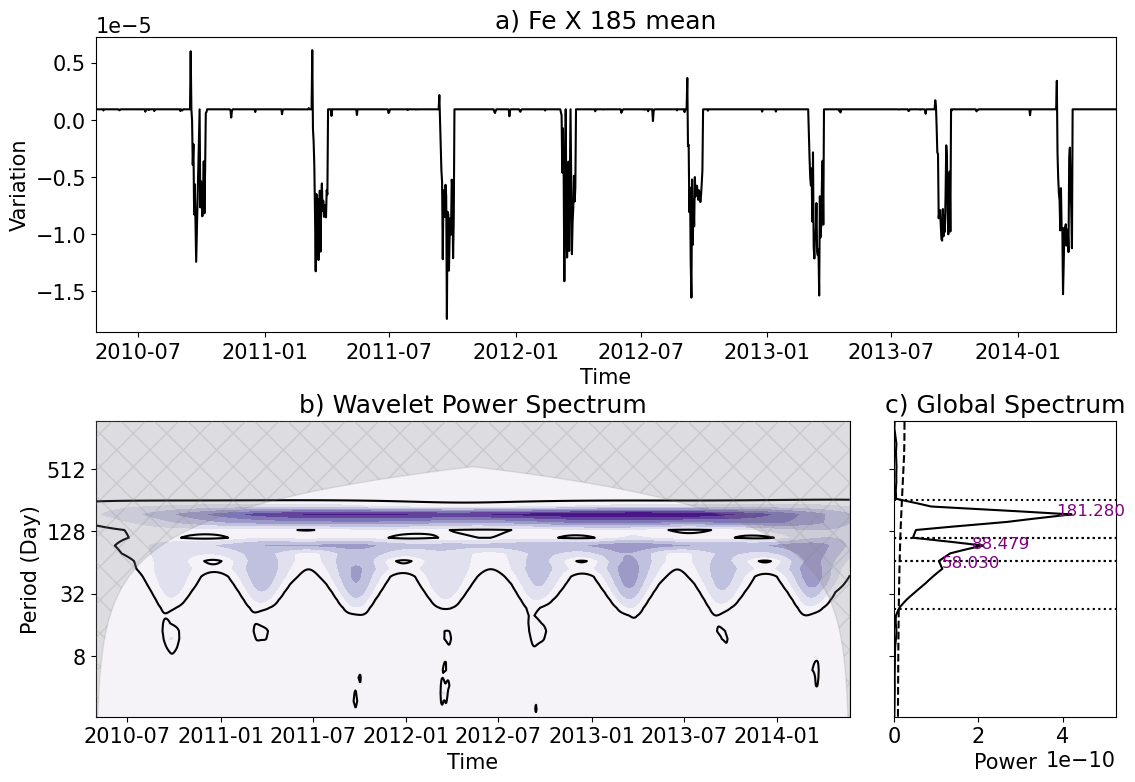 a) Fe X 185 mean
1e−5
0.5
0.0
−0.5
−1.0
−1.5
Variation
2010-07 2011-01 2011-07 2012-01 2012-07 2013-01 2013-07 2014-01
Time
b) Wavelet Power Spectrum
512
128
32
8
Period (Day)
2010-07 2011-01 2011-07 2012-01 2012-07 2013-01 2013-07 2014-01
Time
c) Global Spectrum
181.280
88.479
58.030
0 2 4
Power 1e−10